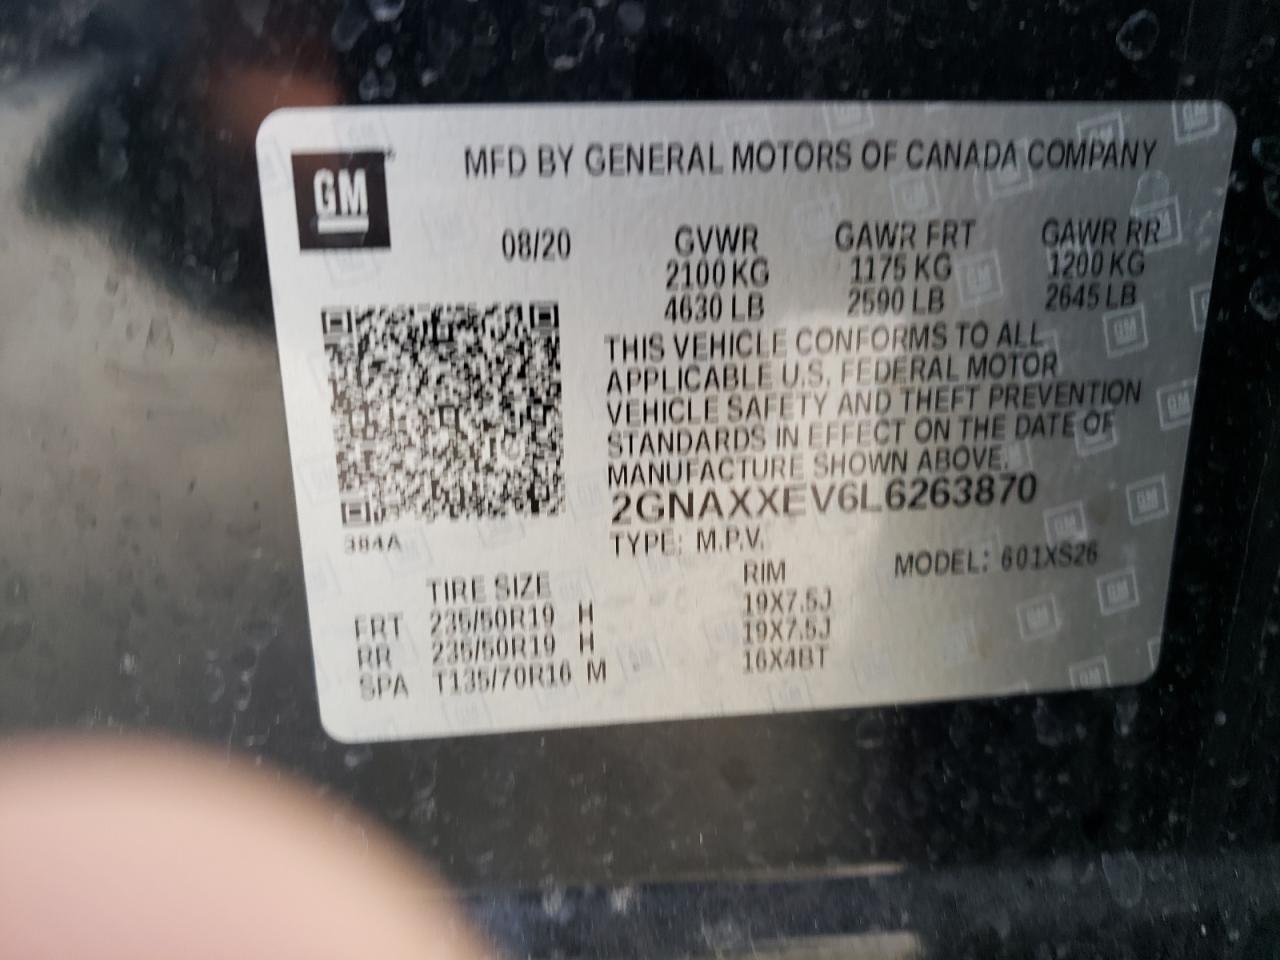 GM
MFD BY GENERAL MOTORS OF CANADA COMPANY
08/20 GVWR GAWR FRT GAWR RR
2100 KG 1175 KG 1200 KG
4630 LB 2590 LB 2645 LB
THIS VEHICLE CONFORMS TO ALL
APPLICABLE U.S. FEDERAL MOTOR
VEHICLE SAFETY AND THEFT PREVENTION
STANDARDS IN EFFECT ON THE DATE OF
MANUFACTURE SHOWN ABOVE.
2GNAXXEV6L6263870
384A
TYPE: M.P.V. MODEL: 601XS26
TIRE SIZE RIM
FRT 235/50R19 H 19X7.5J
RR 235/50R19 H 19X7.5J
SPA T135/70R16 M 16X4BT